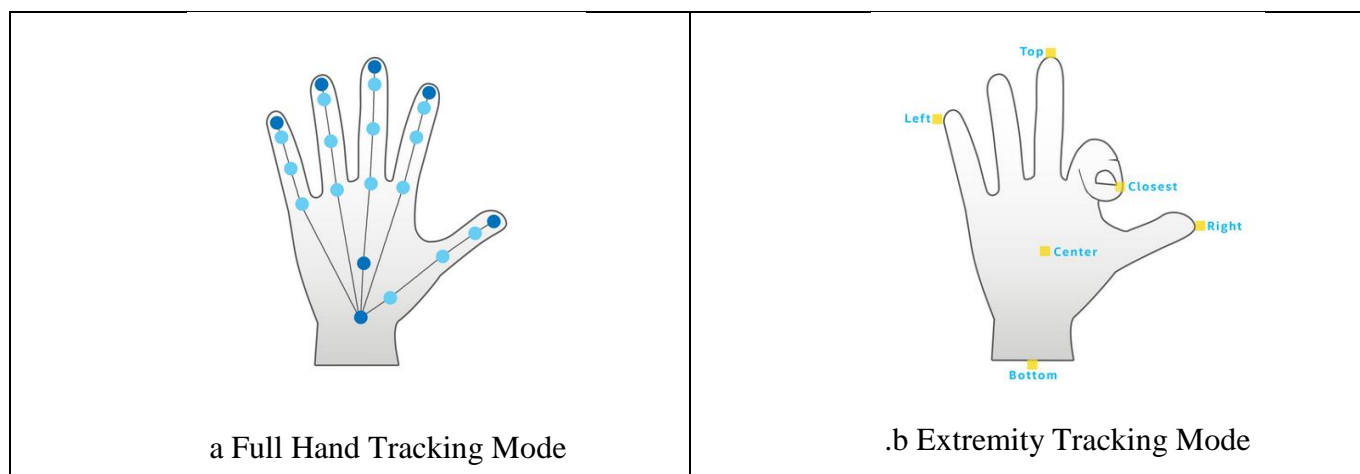 Top
Left
Closest
Right
Center
Bottom
a Full Hand Tracking Mode
.b Extremity Tracking Mode